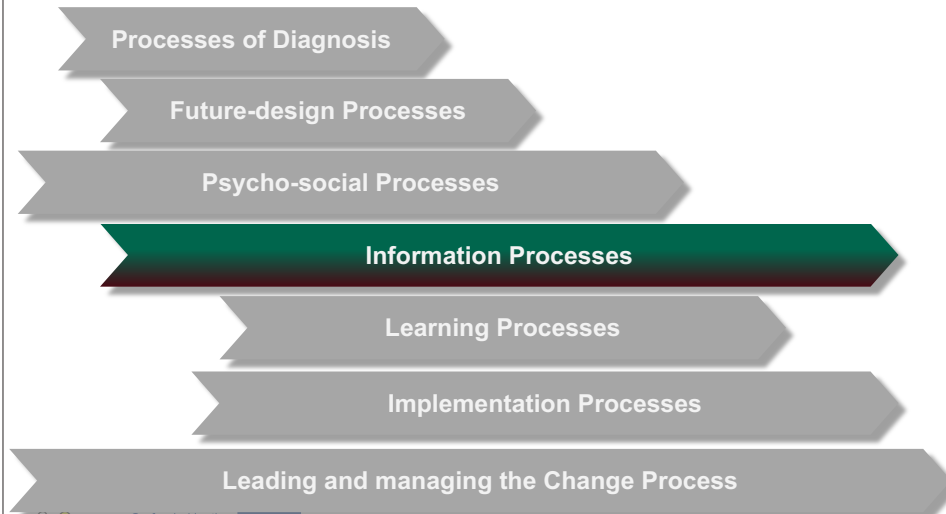 Processes of Diagnosis
Future-design Processes
Psycho-social Processes
Information Processes
Learning Processes
Implementation Processes
Leading and managing the Change Process